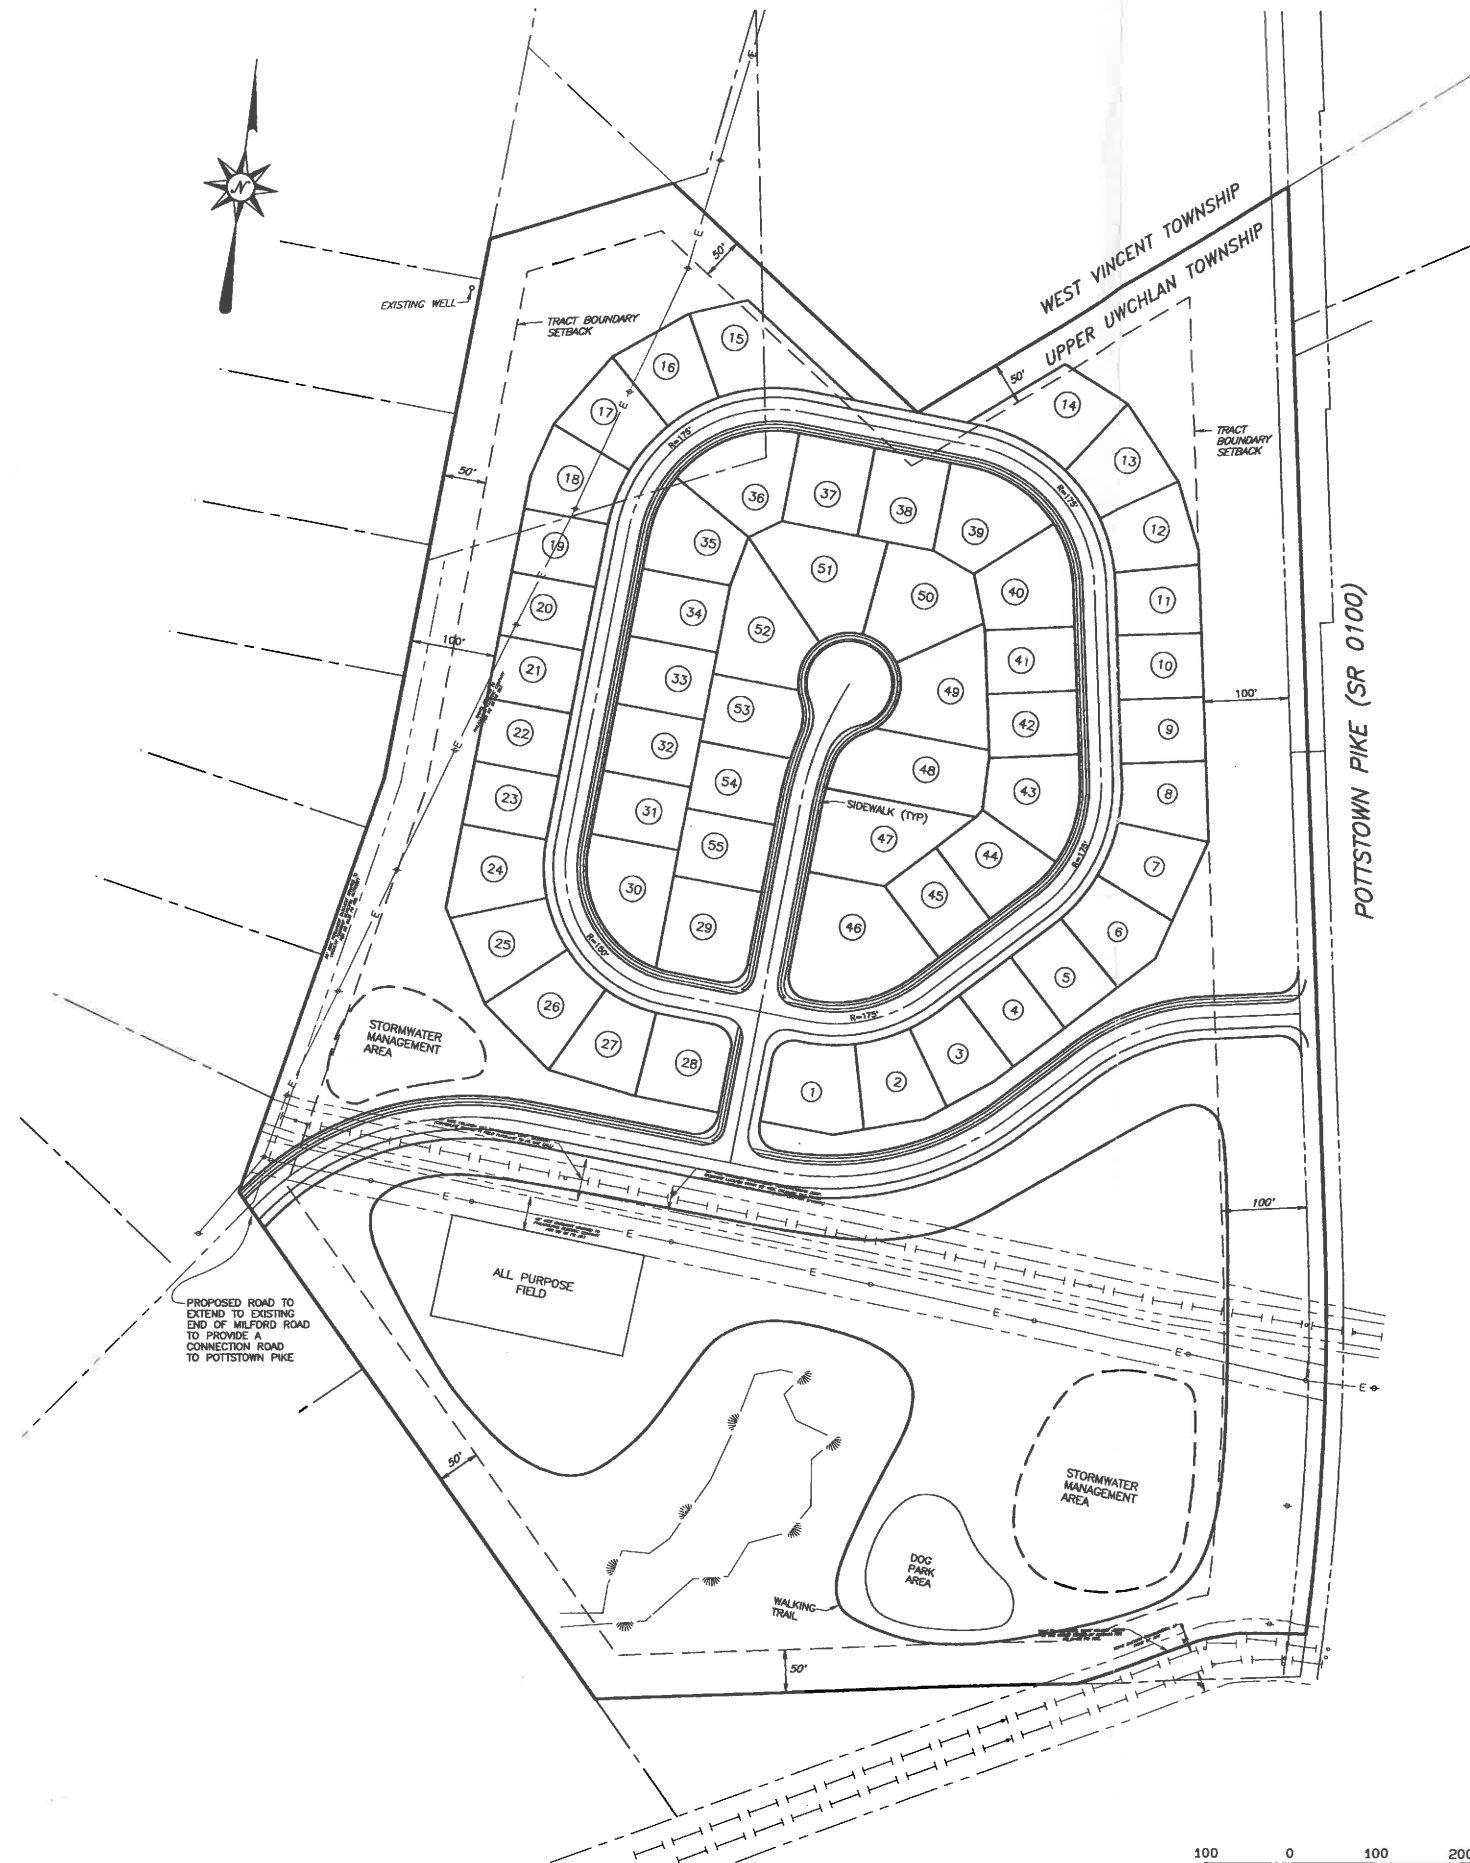 N
WEST VINCENT TOWNSHIP
UPPER UWCHLAN TOWNSHIP
50'
EXISTING WELL
TRACT BOUNDARY
SETBACK
50'
TRACT
BOUNDARY
SETBACK
50'
100'
100'
POTTSTOWN PIKE (SR 0100)
15
16
17
18
19
20
21
22
23
24
25
26
27
28
14
13
12
11
10
9
8
7
6
5
4
3
2
1
R=175'
R=175'
R=175'
R=175'
R=150'
36
37
38
39
35
34
33
32
31
30
29
40
41
42
43
44
45
46
47
48
49
50
51
52
53
54
55
SIDEWALK (TYP)
STORMWATER
MANAGEMENT
AREA
100'
E
E
E
E
E
E
E
E
E
E
E
E
E
ALL PURPOSE
FIELD
PROPOSED ROAD TO
EXTEND TO EXISTING
END OF MILFORD ROAD
TO PROVIDE A
CONNECTION ROAD
TO POTTSTOWN PIKE
50'
STORMWATER
MANAGEMENT
AREA
DOG
PARK
AREA
WALKING
TRAIL
50'
100 0 100 200